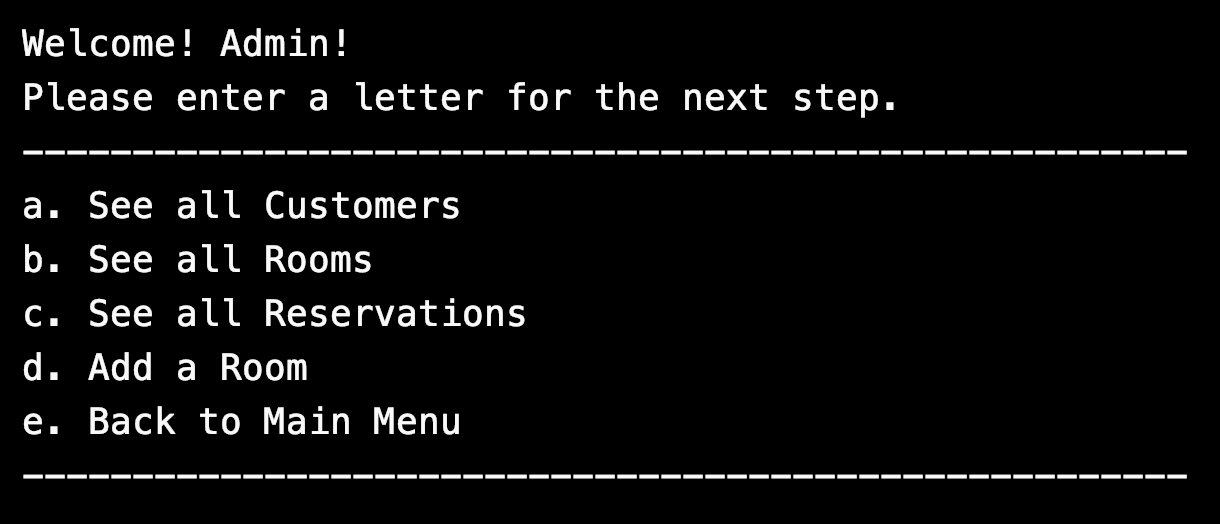 Welcome! Admin!
Please enter a letter for the next step.
-----------------------------------------------------
a. See all Customers
b. See all Rooms
c. See all Reservations
d. Add a Room
e. Back to Main Menu
-----------------------------------------------------